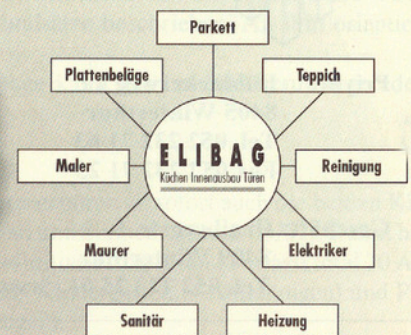 Parkett
Plattenbeläge
Teppich
ELIBAG
Küchen Innenausbau Türen
Maler
Reinigung
Maurer
Elektriker
Sanitär
Heizung